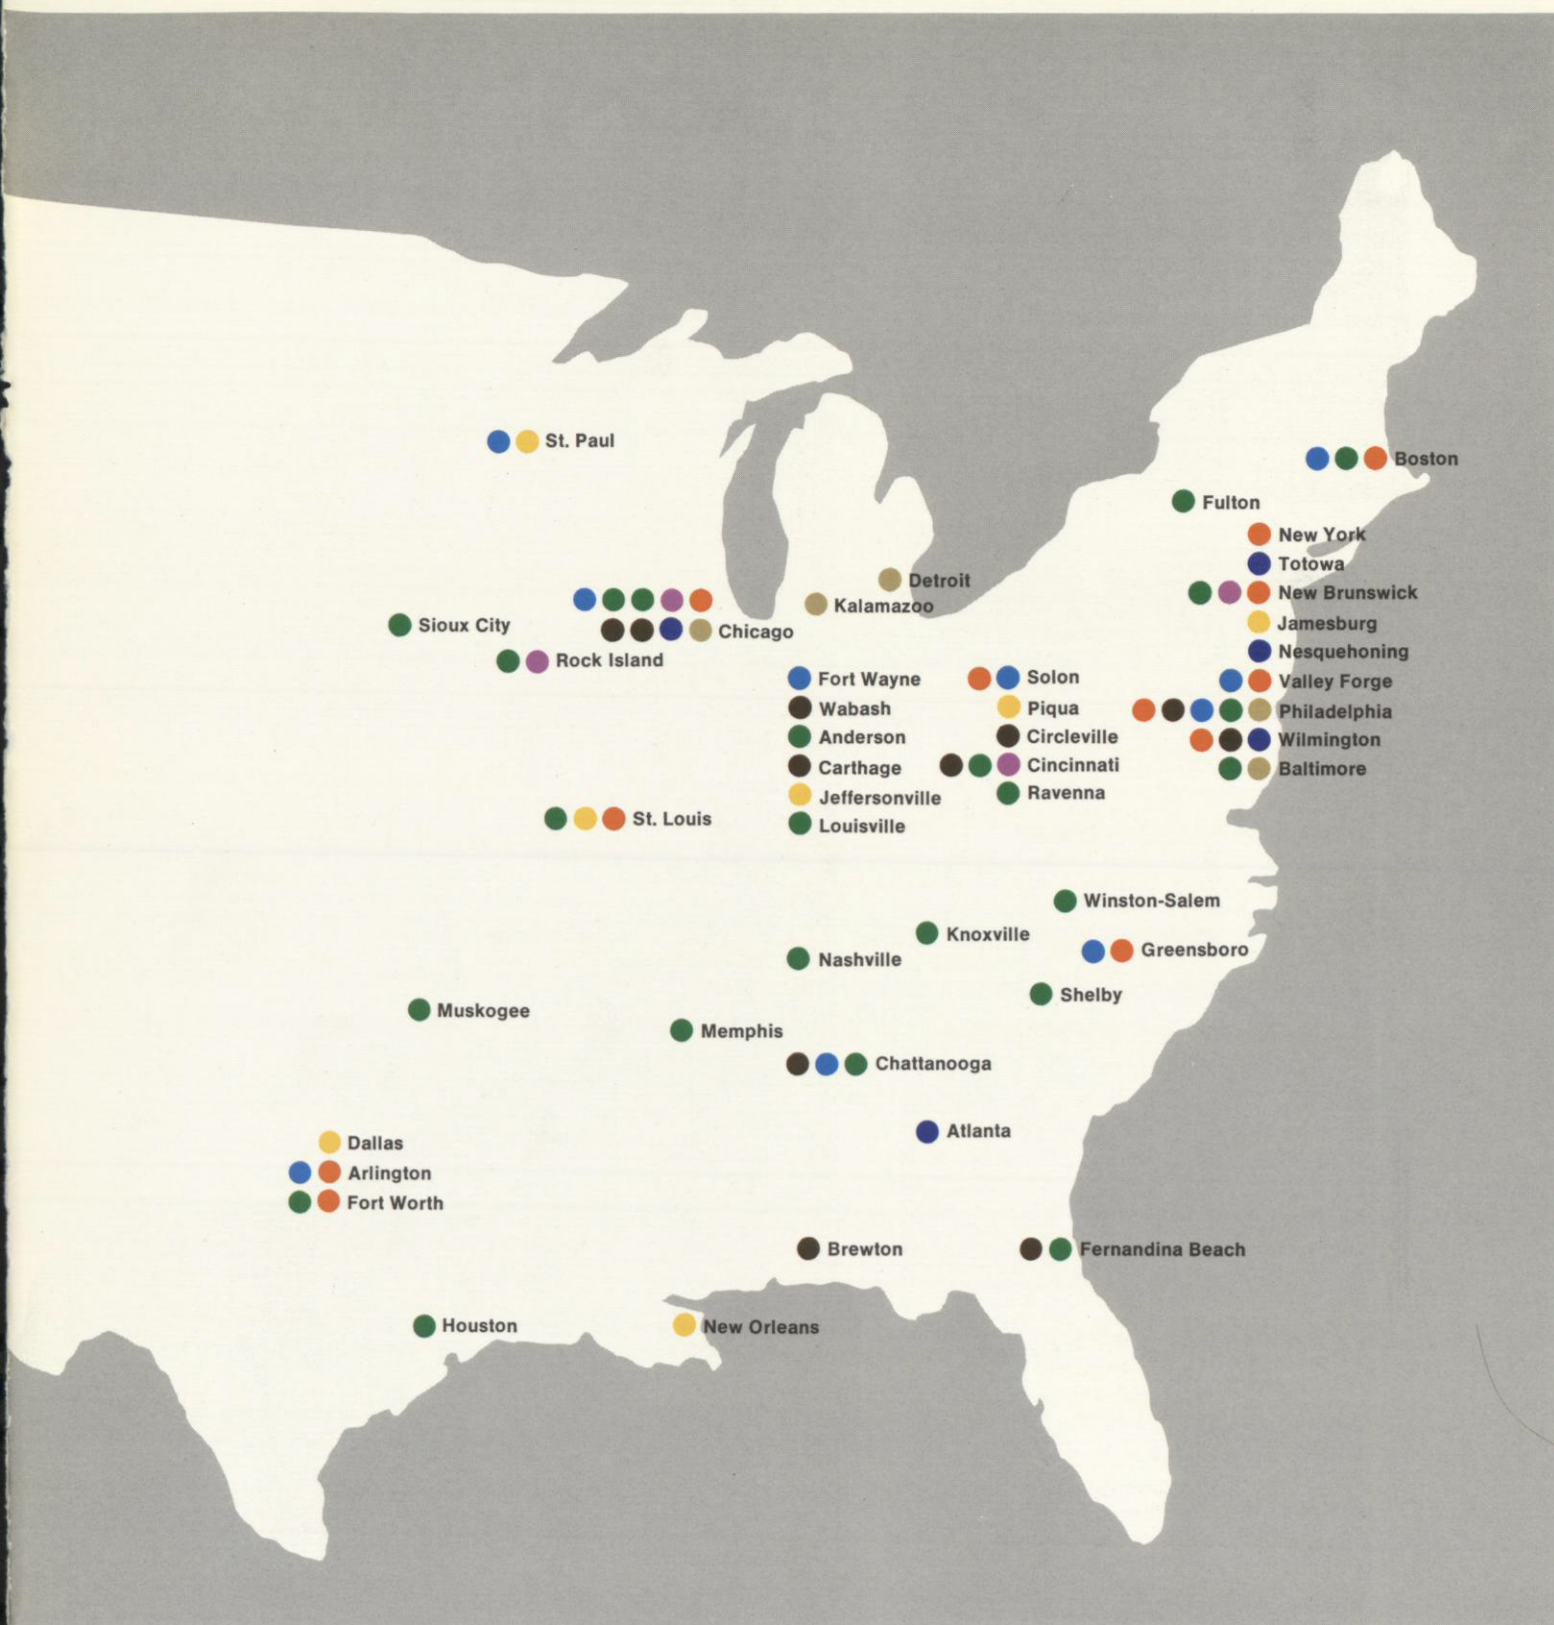 St. Paul
Boston
Fulton
New York
Totowa
New Brunswick
Jamesburg
Nesquehoning
Valley Forge
Philadelphia
Wilmington
Baltimore
Detroit
Kalamazoo
Chicago
Sioux City
Rock Island
Fort Wayne
Wabash
Anderson
Carthage
Jeffersonville
Louisville
Solon
Piqua
Circleville
Cincinnati
Ravenna
St. Louis
Winston-Salem
Knoxville
Greensboro
Nashville
Shelby
Muskogee
Memphis
Chattanooga
Atlanta
Dallas
Arlington
Fort Worth
Brewton
Fernandina Beach
Houston
New Orleans